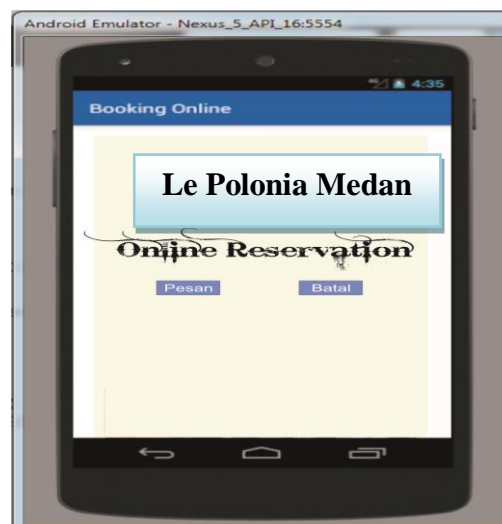 Android Emulator - Nexus_5_API_16:5554
4:35
Booking Online
Le Polonia Medan
Online Reservation
Pesan Batal